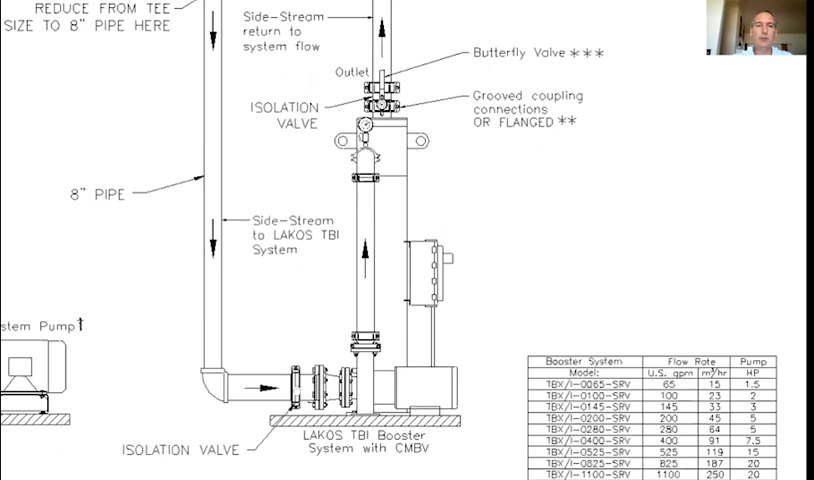 REDUCE FROM TEE
SIZE TO 8" PIPE HERE
Side-Stream
return to
system flow
Butterfly Valve ***
Outlet
ISOLATION
VALVE
Grooved coupling
connections
OR FLANGED **
8" PIPE
Side-Stream
to LAKOS TBI
System
stem Pump†
ISOLATION VALVE
LAKOS TBI Booster
System with CMBV
Booster System Flow Rate Pump
Model: U.S. gpm m³/hr HP
TBX/I-0065-SRV 65 15 1.5
TBX/I-0100-SRV 100 23 2
TBX/I-0145-SRV 145 33 3
TBX/I-0200-SRV 200 45 5
TBX/I-0280-SRV 280 64 5
TBX/I-0400-SRV 400 91 7.5
TBX/I-0525-SRV 525 119 15
TBX/I-0825-SRV 825 187 20
TBX/I-1100-SRV 1100 250 20